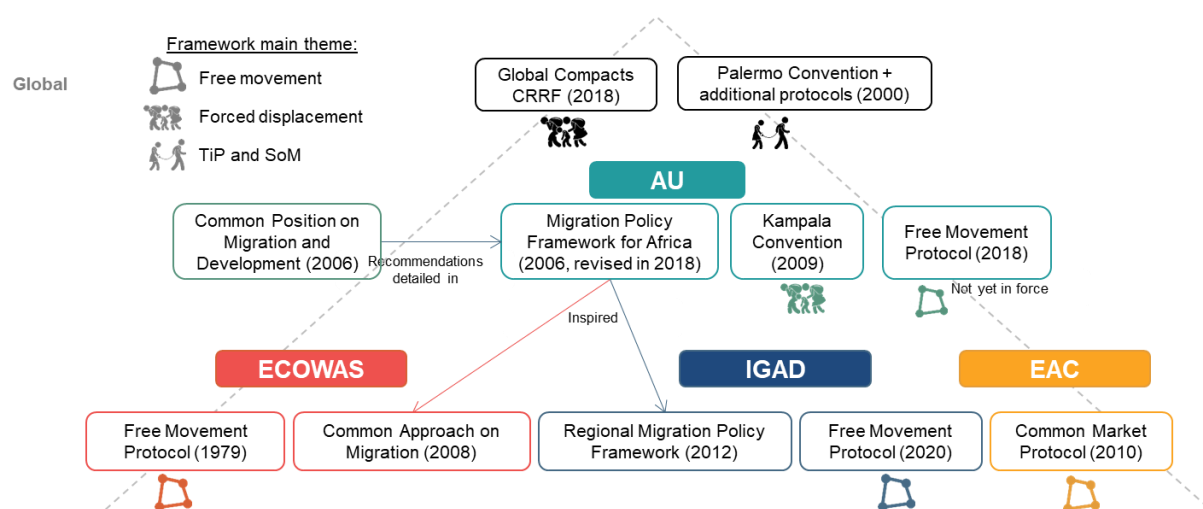 Framework main theme:
Free movement
Forced displacement
TiP and SoM
Global
Global Compacts
CRRF (2018)
Palermo Convention +
additional protocols (2000)
AU
Common Position on
Migration and
Development (2006)
Recommendations
detailed in
Migration Policy
Framework for Africa
(2006, revised in 2018)
Kampala
Convention
(2009)
Free Movement
Protocol (2018)
Not yet in force
Inspired
ECOWAS
IGAD
EAC
Free Movement
Protocol (1979)
Common Approach on
Migration (2008)
Regional Migration Policy
Framework (2012)
Free Movement
Protocol (2020)
Common Market
Protocol (2010)